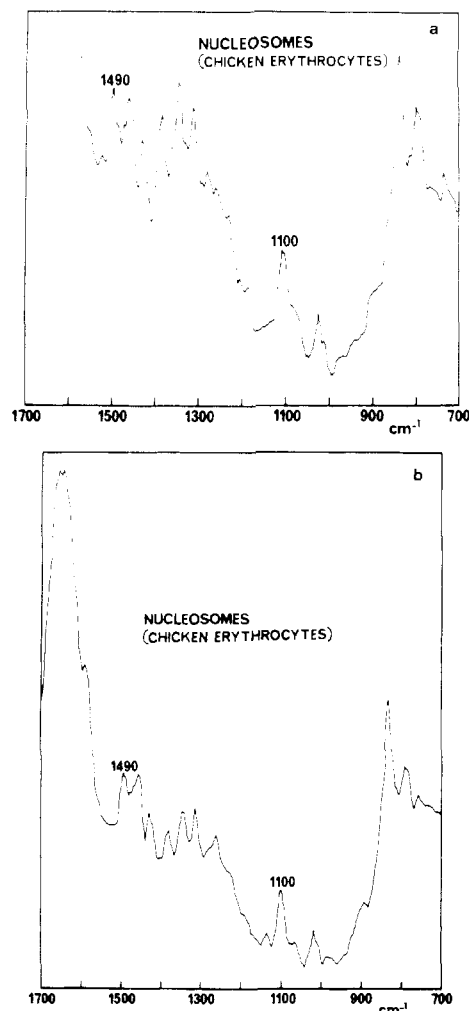 a
NUCLEOSOMES
(CHICKEN ERYTHROCYTES)
1490
1100
1700 1500 1300 1100 900 700
cm⁻¹
b
NUCLEOSOMES
(CHICKEN ERYTHROCYTES)
1490
1100
1700 1500 1300 1100 900 700
cm⁻¹